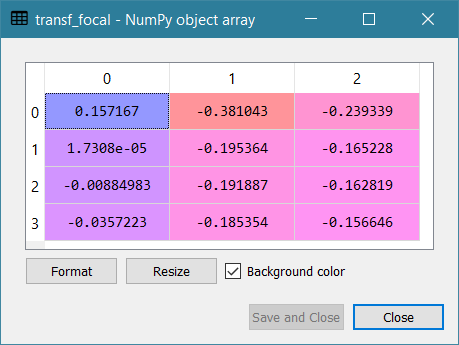 transf_focal - NumPy object array
0 1 2
0 0.157167 -0.381043 -0.239339
1 1.7308e-05 -0.195364 -0.165228
2 -0.00884983 -0.191887 -0.162819
3 -0.0357223 -0.185354 -0.156646
Format Resize Background color
Save and Close Close